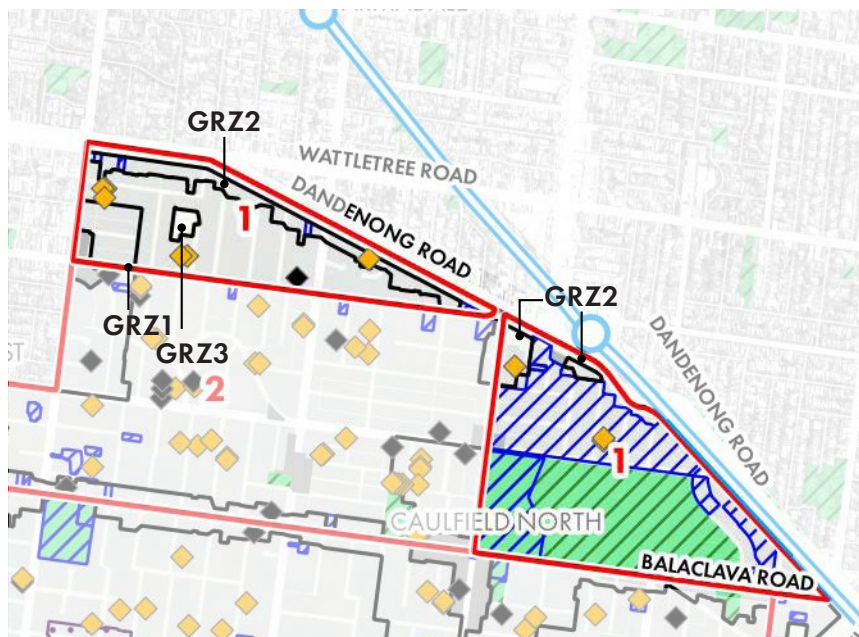 GRZ2
WATTLETREE ROAD
DANDENONG ROAD
1
GRZ2
GRZ1
GRZ3
DANDENONG ROAD
2
1
CAULFIELD NORTH
BALACLAVA ROAD